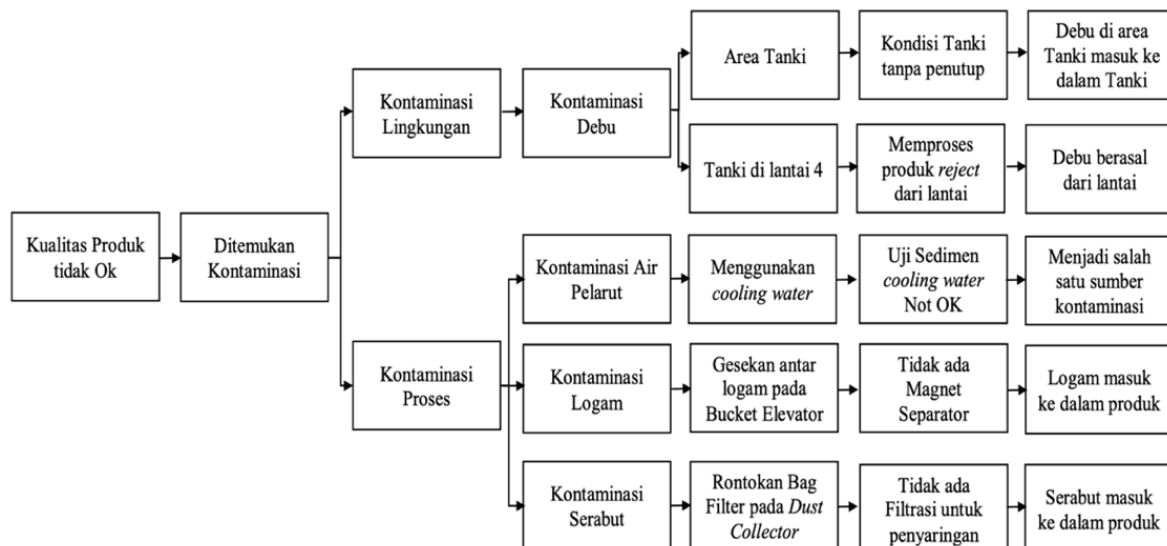 Kualitas Produk
tidak Ok
Ditemukan
Kontaminasi
Kontaminasi
Lingkungan
Kontaminasi
Debu
Area Tanki
Kondisi Tanki
tanpa penutup
Debu di area
Tanki masuk ke
dalam Tanki
Tanki di lantai 4
Memproses
produk reject
dari lantai
Debu berasal
dari lantai
Kontaminasi
Proses
Kontaminasi Air
Pelarut
Menggunakan
cooling water
Uji Sedimen
cooling water
Not OK
Menjadi salah
satu sumber
kontaminasi
Kontaminasi
Logam
Gesekan antar
logam pada
Bucket Elevator
Tidak ada
Magnet
Separator
Logam masuk
ke dalam produk
Kontaminasi
Serabut
Rontokan Bag
Filter pada Dust
Collector
Tidak ada
Filtrasi untuk
penyaringan
Serabut masuk
ke dalam produk